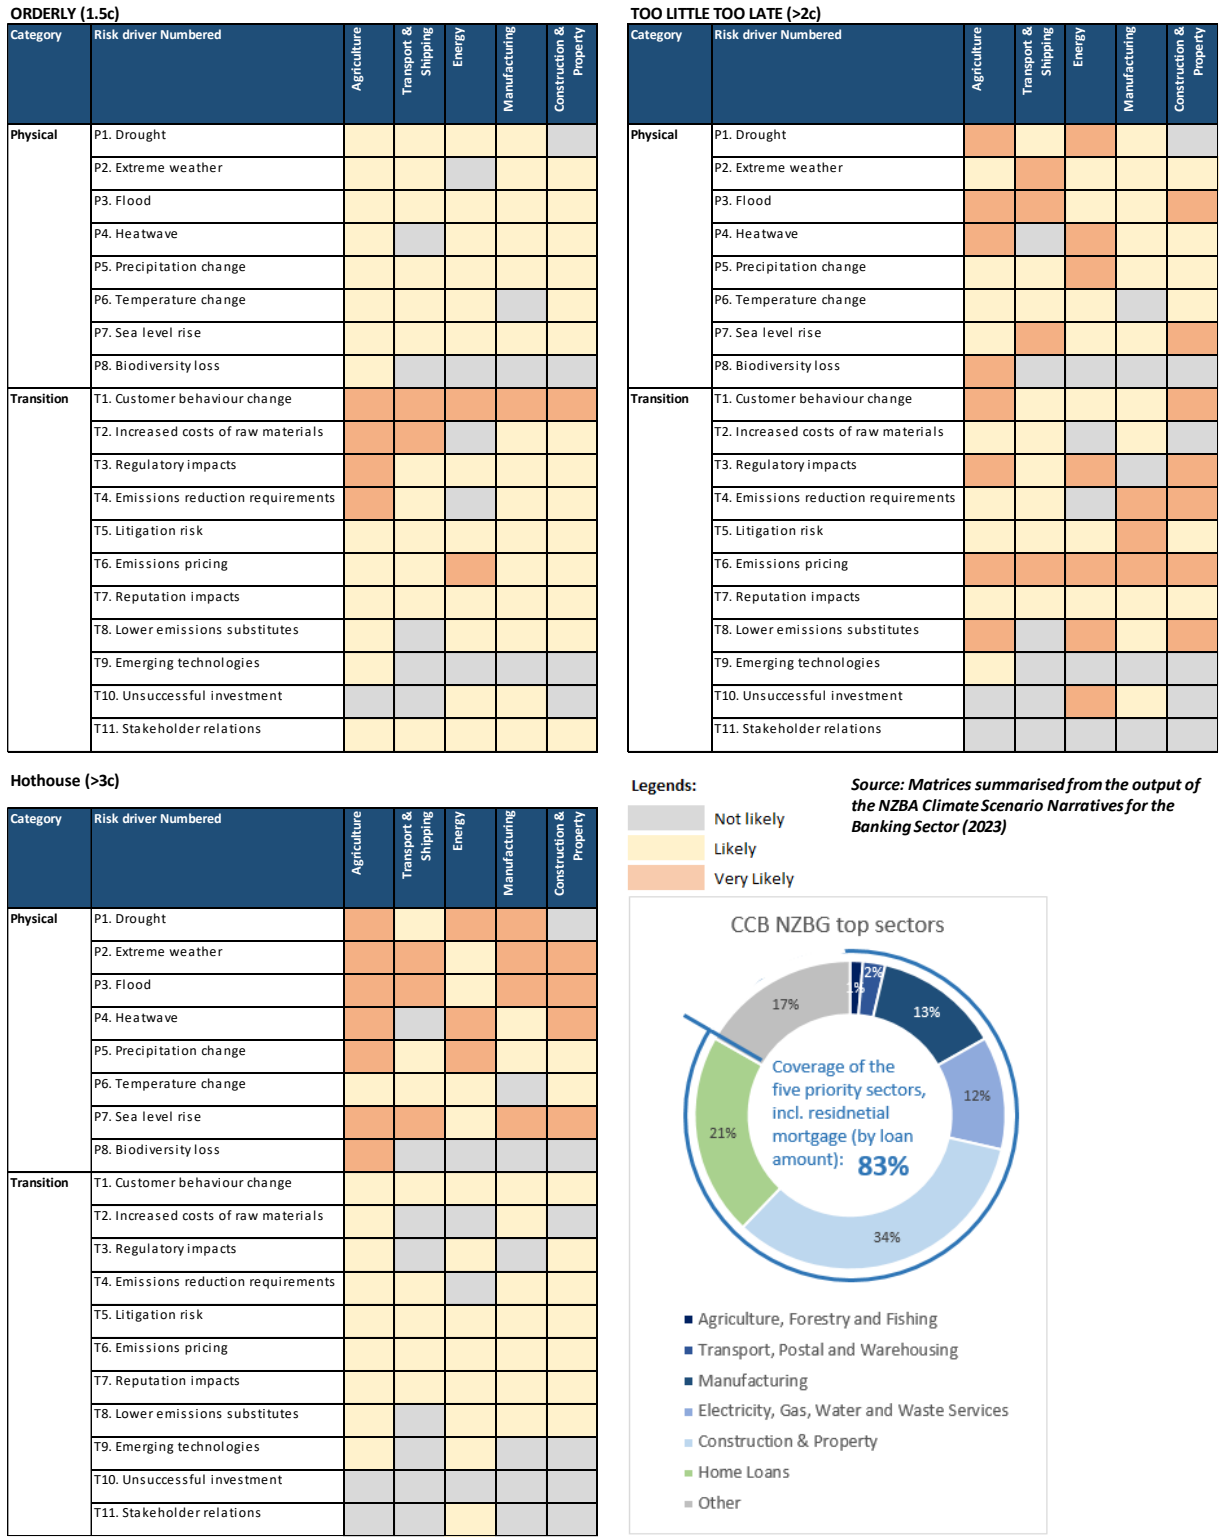 ORDERLY (1.5c)
Category
Risk driver Numbered
Agriculture
Transport &
Shipping
Energy
Manufacturing
Construction &
Property
Physical
P1. Drought
P2. Extreme weather
P3. Flood
P4. Heatwave
P5. Precipitation change
P6. Temperature change
P7. Sea level rise
P8. Biodiversity loss
Transition
T1. Customer behaviour change
T2. Increased costs of raw materials
T3. Regulatory impacts
T4. Emissions reduction requirements
T5. Litigation risk
T6. Emissions pricing
T7. Reputation impacts
T8. Lower emissions substitutes
T9. Emerging technologies
T10. Unsuccessful investment
T11. Stakeholder relations
TOO LITTLE TOO LATE (>2c)
Category
Risk driver Numbered
Agriculture
Transport &
Shipping
Energy
Manufacturing
Construction &
Property
Physical
P1. Drought
P2. Extreme weather
P3. Flood
P4. Heatwave
P5. Precipitation change
P6. Temperature change
P7. Sea level rise
P8. Biodiversity loss
Transition
T1. Customer behaviour change
T2. Increased costs of raw materials
T3. Regulatory impacts
T4. Emissions reduction requirements
T5. Litigation risk
T6. Emissions pricing
T7. Reputation impacts
T8. Lower emissions substitutes
T9. Emerging technologies
T10. Unsuccessful investment
T11. Stakeholder relations
Hothouse (>3c)
Category
Risk driver Numbered
Agriculture
Transport &
Shipping
Energy
Manufacturing
Construction &
Property
Physical
P1. Drought
P2. Extreme weather
P3. Flood
P4. Heatwave
P5. Precipitation change
P6. Temperature change
P7. Sea level rise
P8. Biodiversity loss
Transition
T1. Customer behaviour change
T2. Increased costs of raw materials
T3. Regulatory impacts
T4. Emissions reduction requirements
T5. Litigation risk
T6. Emissions pricing
T7. Reputation impacts
T8. Lower emissions substitutes
T9. Emerging technologies
T10. Unsuccessful investment
T11. Stakeholder relations
Legends:
Not likely
Likely
Very Likely
Source: Matrices summarised from the output of
the NZBA Climate Scenario Narratives for the
Banking Sector (2023)
CCB NZBG top sectors
1%
2%
13%
12%
34%
21%
17%
Coverage of the
five priority sectors,
incl. residnetial
mortgage (by loan
amount): 83%
Agriculture, Forestry and Fishing
Transport, Postal and Warehousing
Manufacturing
Electricity, Gas, Water and Waste Services
Construction & Property
Home Loans
Other